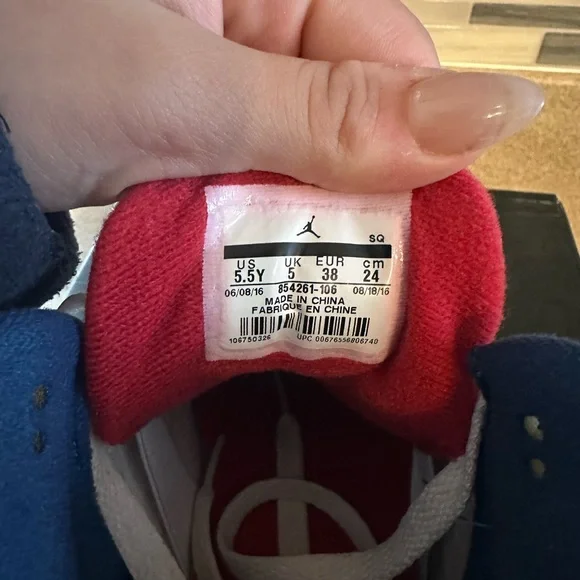 SQ
US UK EUR cm
5.5Y 5 38 24
06/08/16 854261-106 08/18/16
MADE IN CHINA
FABRIQUE EN CHINE
106750326 UPC 00676556806740